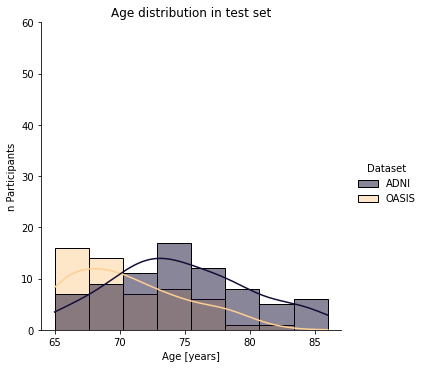 Age distribution in test set
60
50
40
30
20
10
0
n Participants
65 70 75 80 85
Age [years]
Dataset
ADNI
OASIS